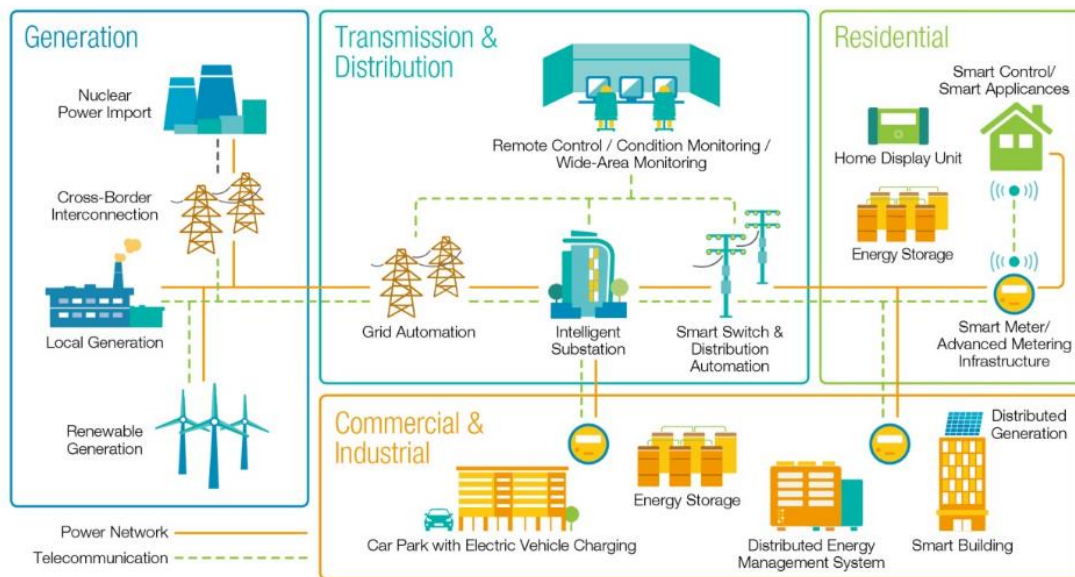 Generation
Nuclear
Power Import
Cross-Border
Interconnection
Local Generation
Renewable
Generation
Power Network
Telecommunication
Transmission &
Distribution
Remote Control / Condition Monitoring /
Wide-Area Monitoring
Grid Automation
Intelligent
Substation
Smart Switch &
Distribution
Automation
Residential
Smart Control/
Smart Applicances
Home Display Unit
Energy Storage
Smart Meter/
Advanced Metering
Infrastructure
Commercial &
Industrial
Car Park with Electric Vehicle Charging
Energy Storage
Distributed Energy
Management System
Distributed
Generation
Smart Building